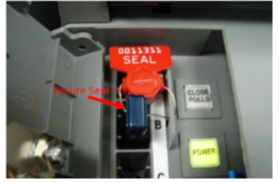 0011311
SEAL
Secure Seal
B
C
CLOSE
POLLS
POWER